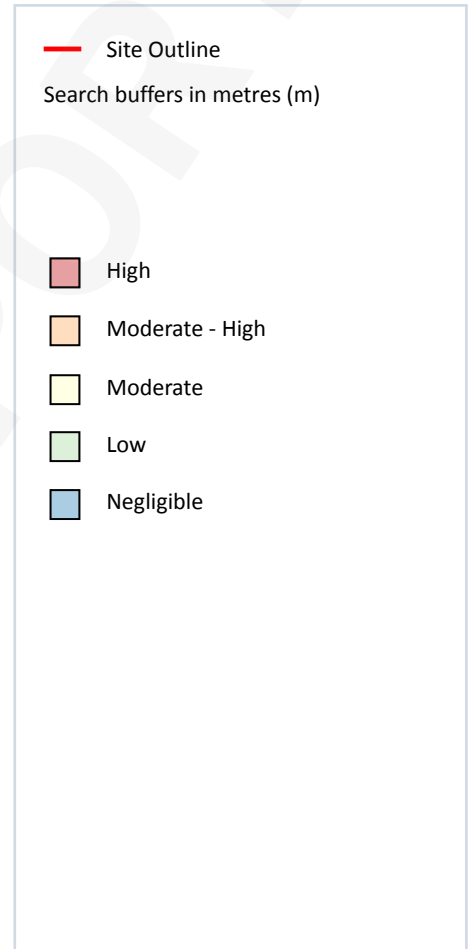 Site Outline
Search buffers in metres (m)
High
Moderate - High
Moderate
Low
Negligible